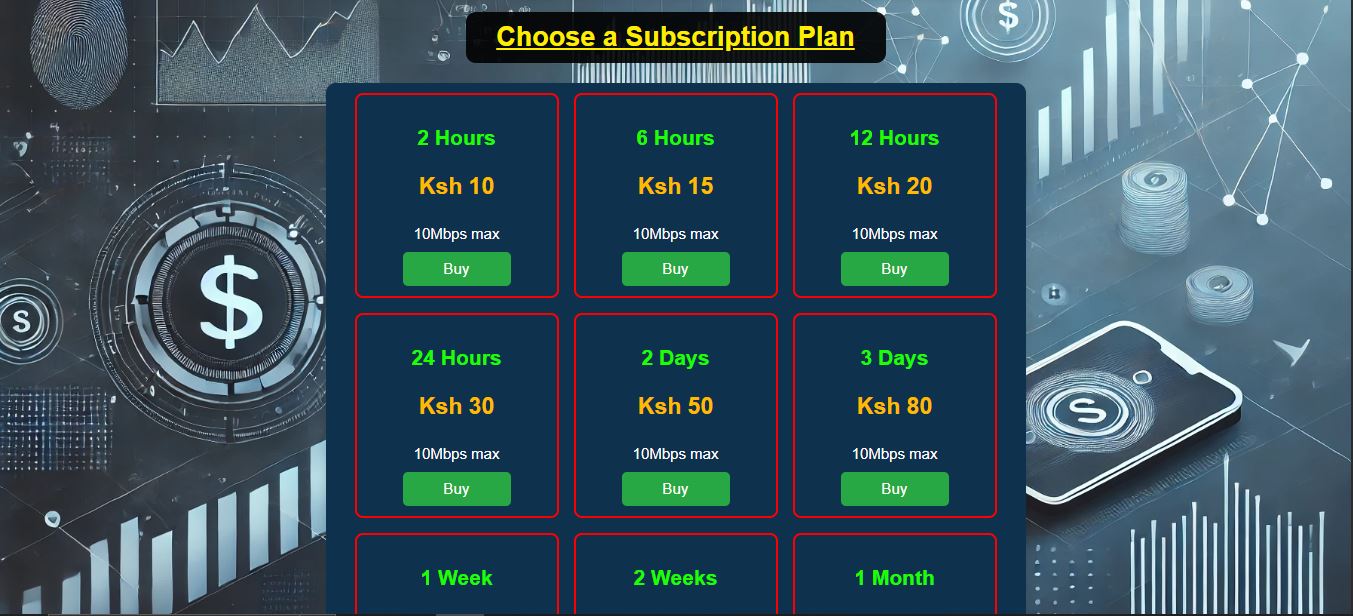 Choose a Subscription Plan
2 Hours
Ksh 10
10Mbps max
Buy
6 Hours
Ksh 15
10Mbps max
Buy
12 Hours
Ksh 20
10Mbps max
Buy
24 Hours
Ksh 30
10Mbps max
Buy
2 Days
Ksh 50
10Mbps max
Buy
3 Days
Ksh 80
10Mbps max
Buy
1 Week
2 Weeks
1 Month
$
$
S
S